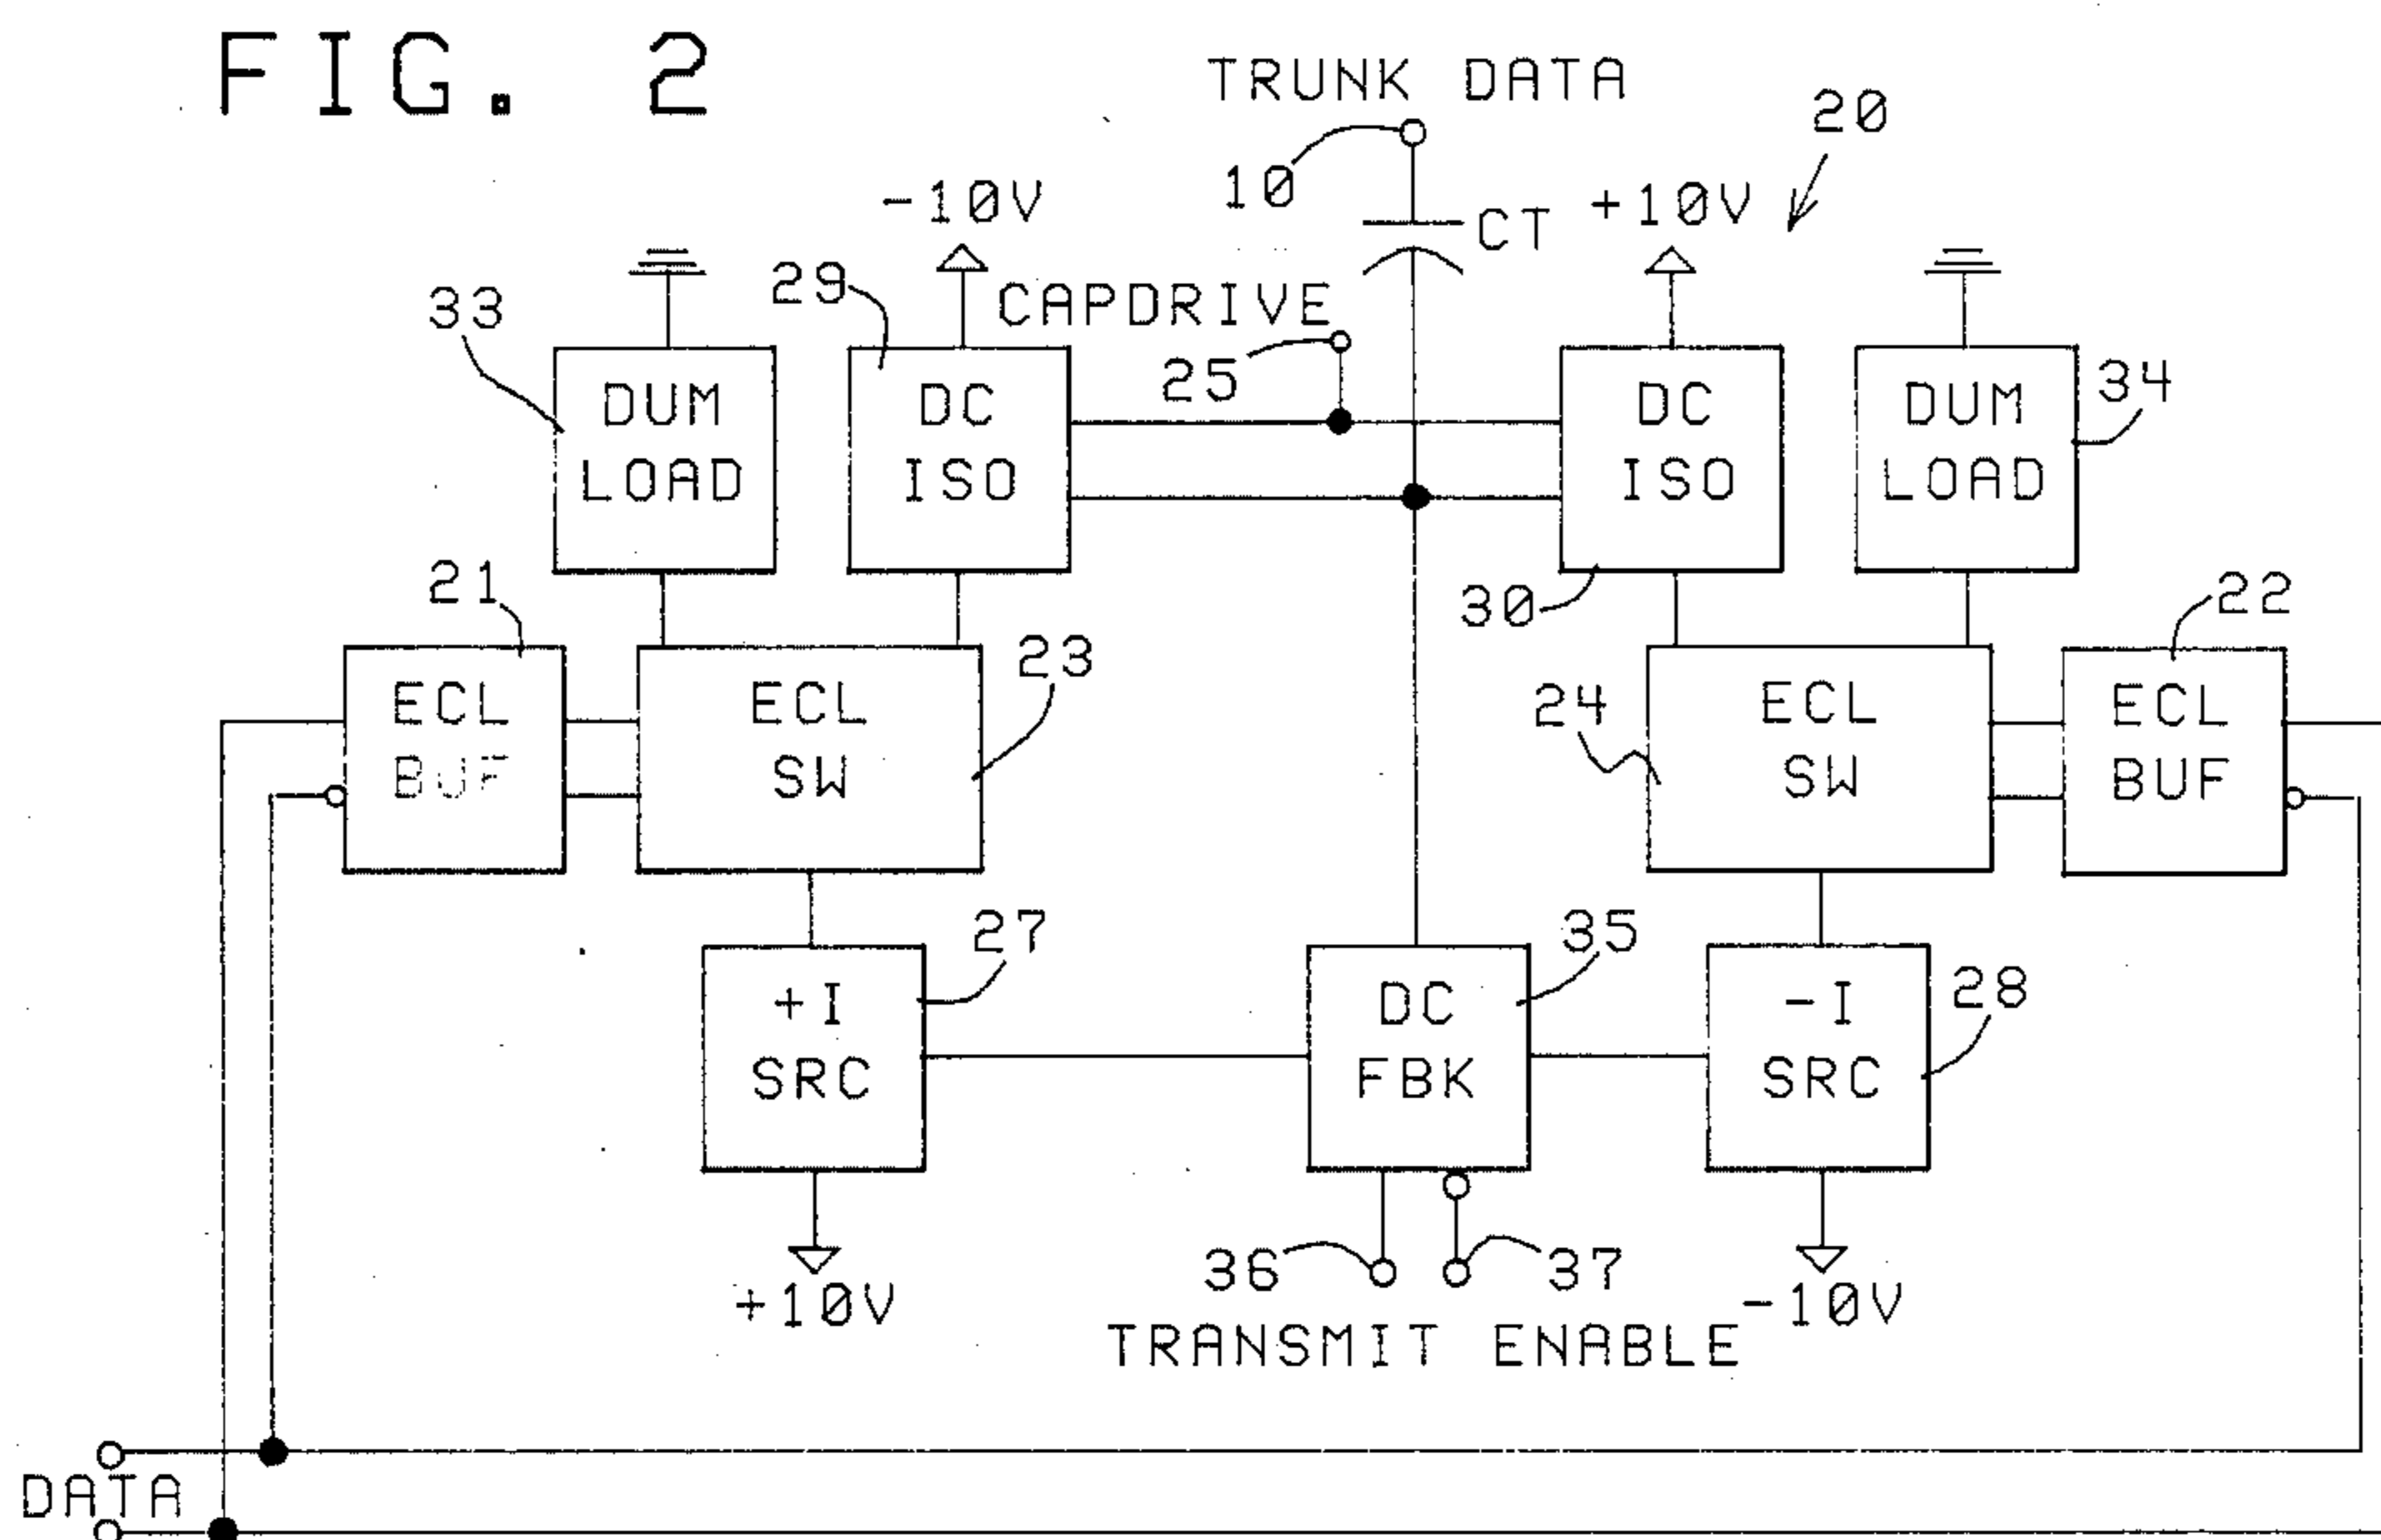 FIG. 2
TRUNK DATA
20
10
-10V
CT
+10V
29
33
CAPDRIVE
25
34
DUM
LOAD
DC
ISO
DC
ISO
DUM
LOAD
21
30
22
23
24
ECL
BUF
ECL
SW
ECL
SW
ECL
BUF
27
35
28
+I
SRC
DC
FBK
-I
SRC
36
37
+10V
-10V
TRANSMIT ENABLE
DATA